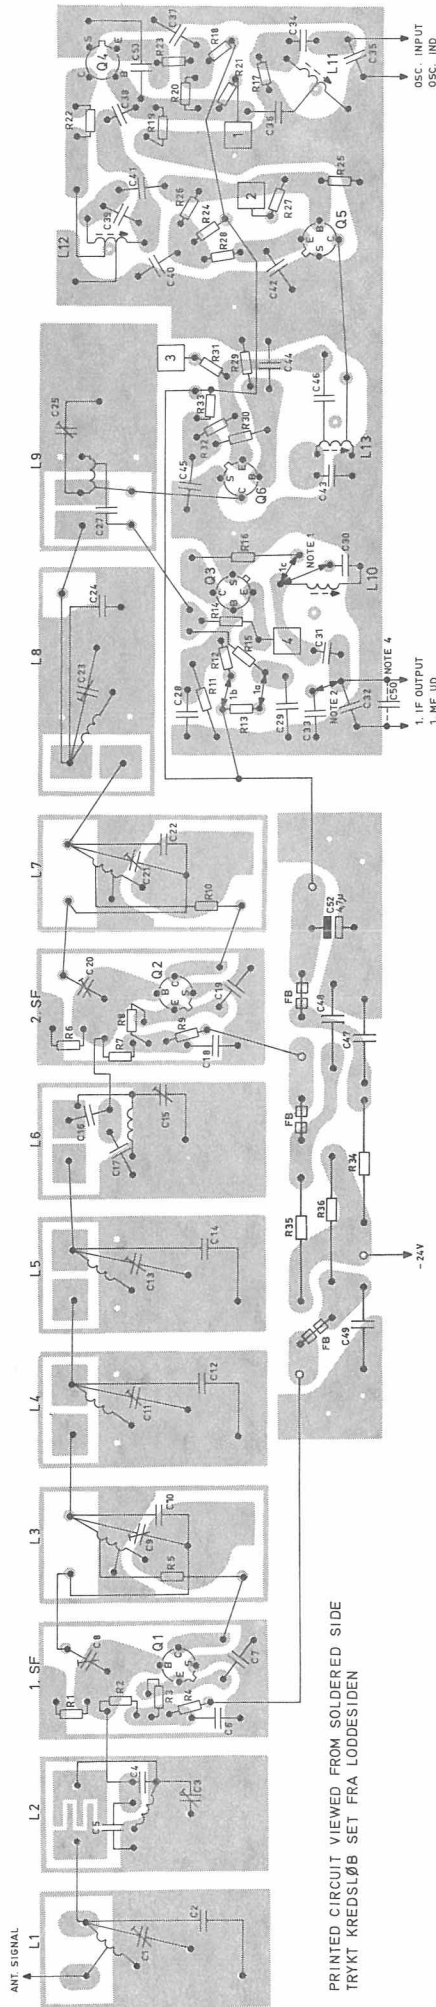 ANT. SIGNAL
L1
C1
C2
L2
C5
C4
C3
1. SF
R1
C8
R2
Q1
R3
B
C
E
S
R4
C6
C7
L3
C9
C10
R5
L4
C11
C12
L5
C13
C14
L6
C16
C17
C15
2. SF
R6
C20
R7
R8
Q2
B
C
E
S
R9
C18
C19
L7
C21
C22
R10
L8
C23
C24
L9
C25
C27
L12
R22
C
S
Q4
B
E
C53
R23
C37
R18
C38
R19
R20
R21
R17
C34
L11
C35
C36
1
C41
C39
C40
R26
R24
R28
2
R27
R25
Q5
E
B
S
C
C42
OSC. INPUT
OSC. IND
3
R31
R33
R32
R29
R30
C44
C45
S
E
C
B
Q6
C46
C43
L13
Q3
C
S
B
E
R16
R14
R12
R11
R15
1b
1a
1c
R13
4
C28
C29
NOTE 1
C30
L10
C31
C33
NOTE 2
C32
C50
NOTE 4
1. IF OUTPUT
1. MF UD
C52
47µ
FB
C48
C47
FB
R35
R36
R34
FB
C49
-24V
PRINTED CIRCUIT VIEWED FROM SOLDERED SIDE
TRYKT KREDSLØB SET FRA LODDESIDEN